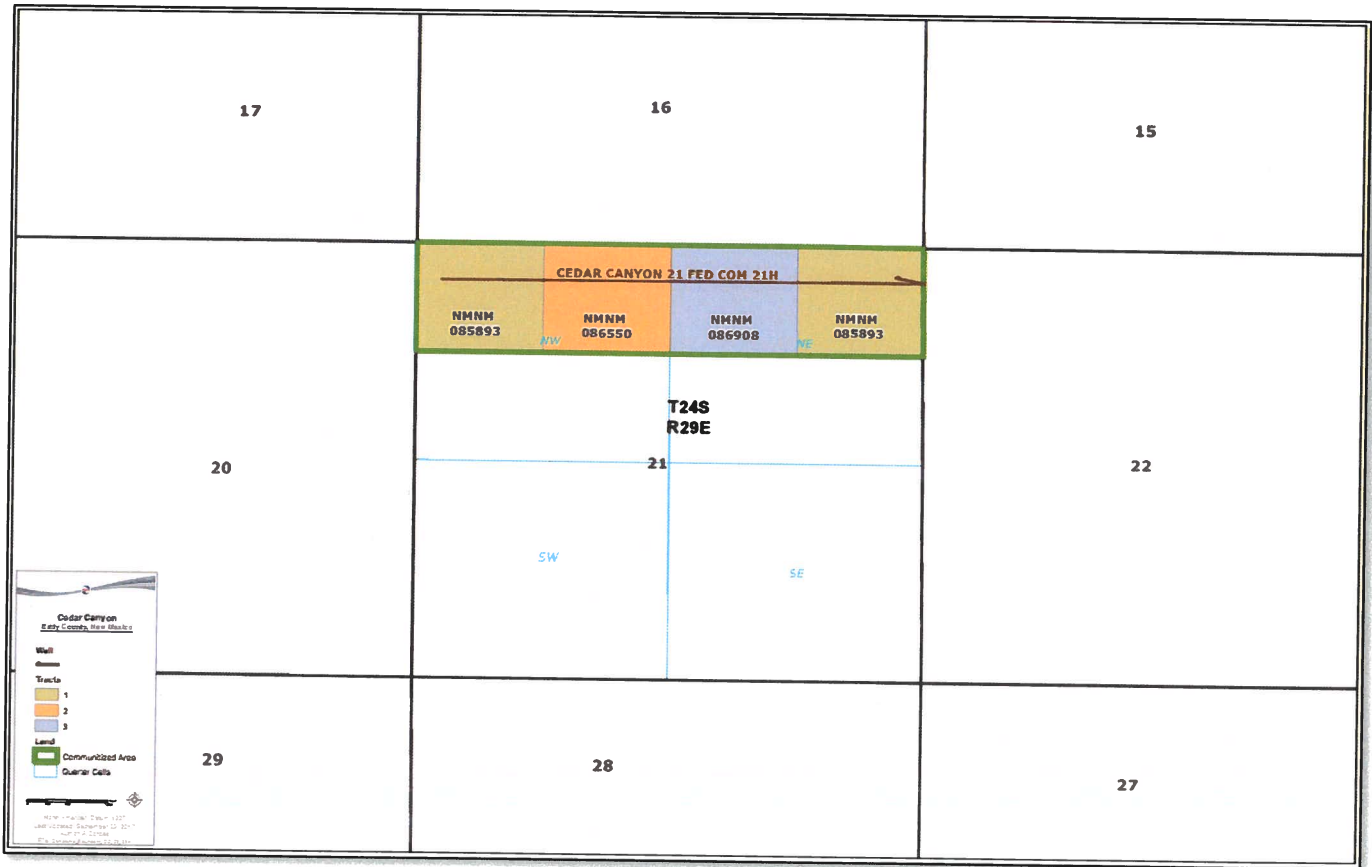 17
16
15
CEDAR CANYON 21 FED COM 21H
NMNM
085893
NMNM
086550
NMNM
086908
NMNM
085893
NW
NE
T24S
R29E
20
21
22
SW
SE
Cedar Canyon
Eddy County, New Mexico
Well
Tracts
1
2
3
Land
Communitized Area
Quarter Calls
29
28
27